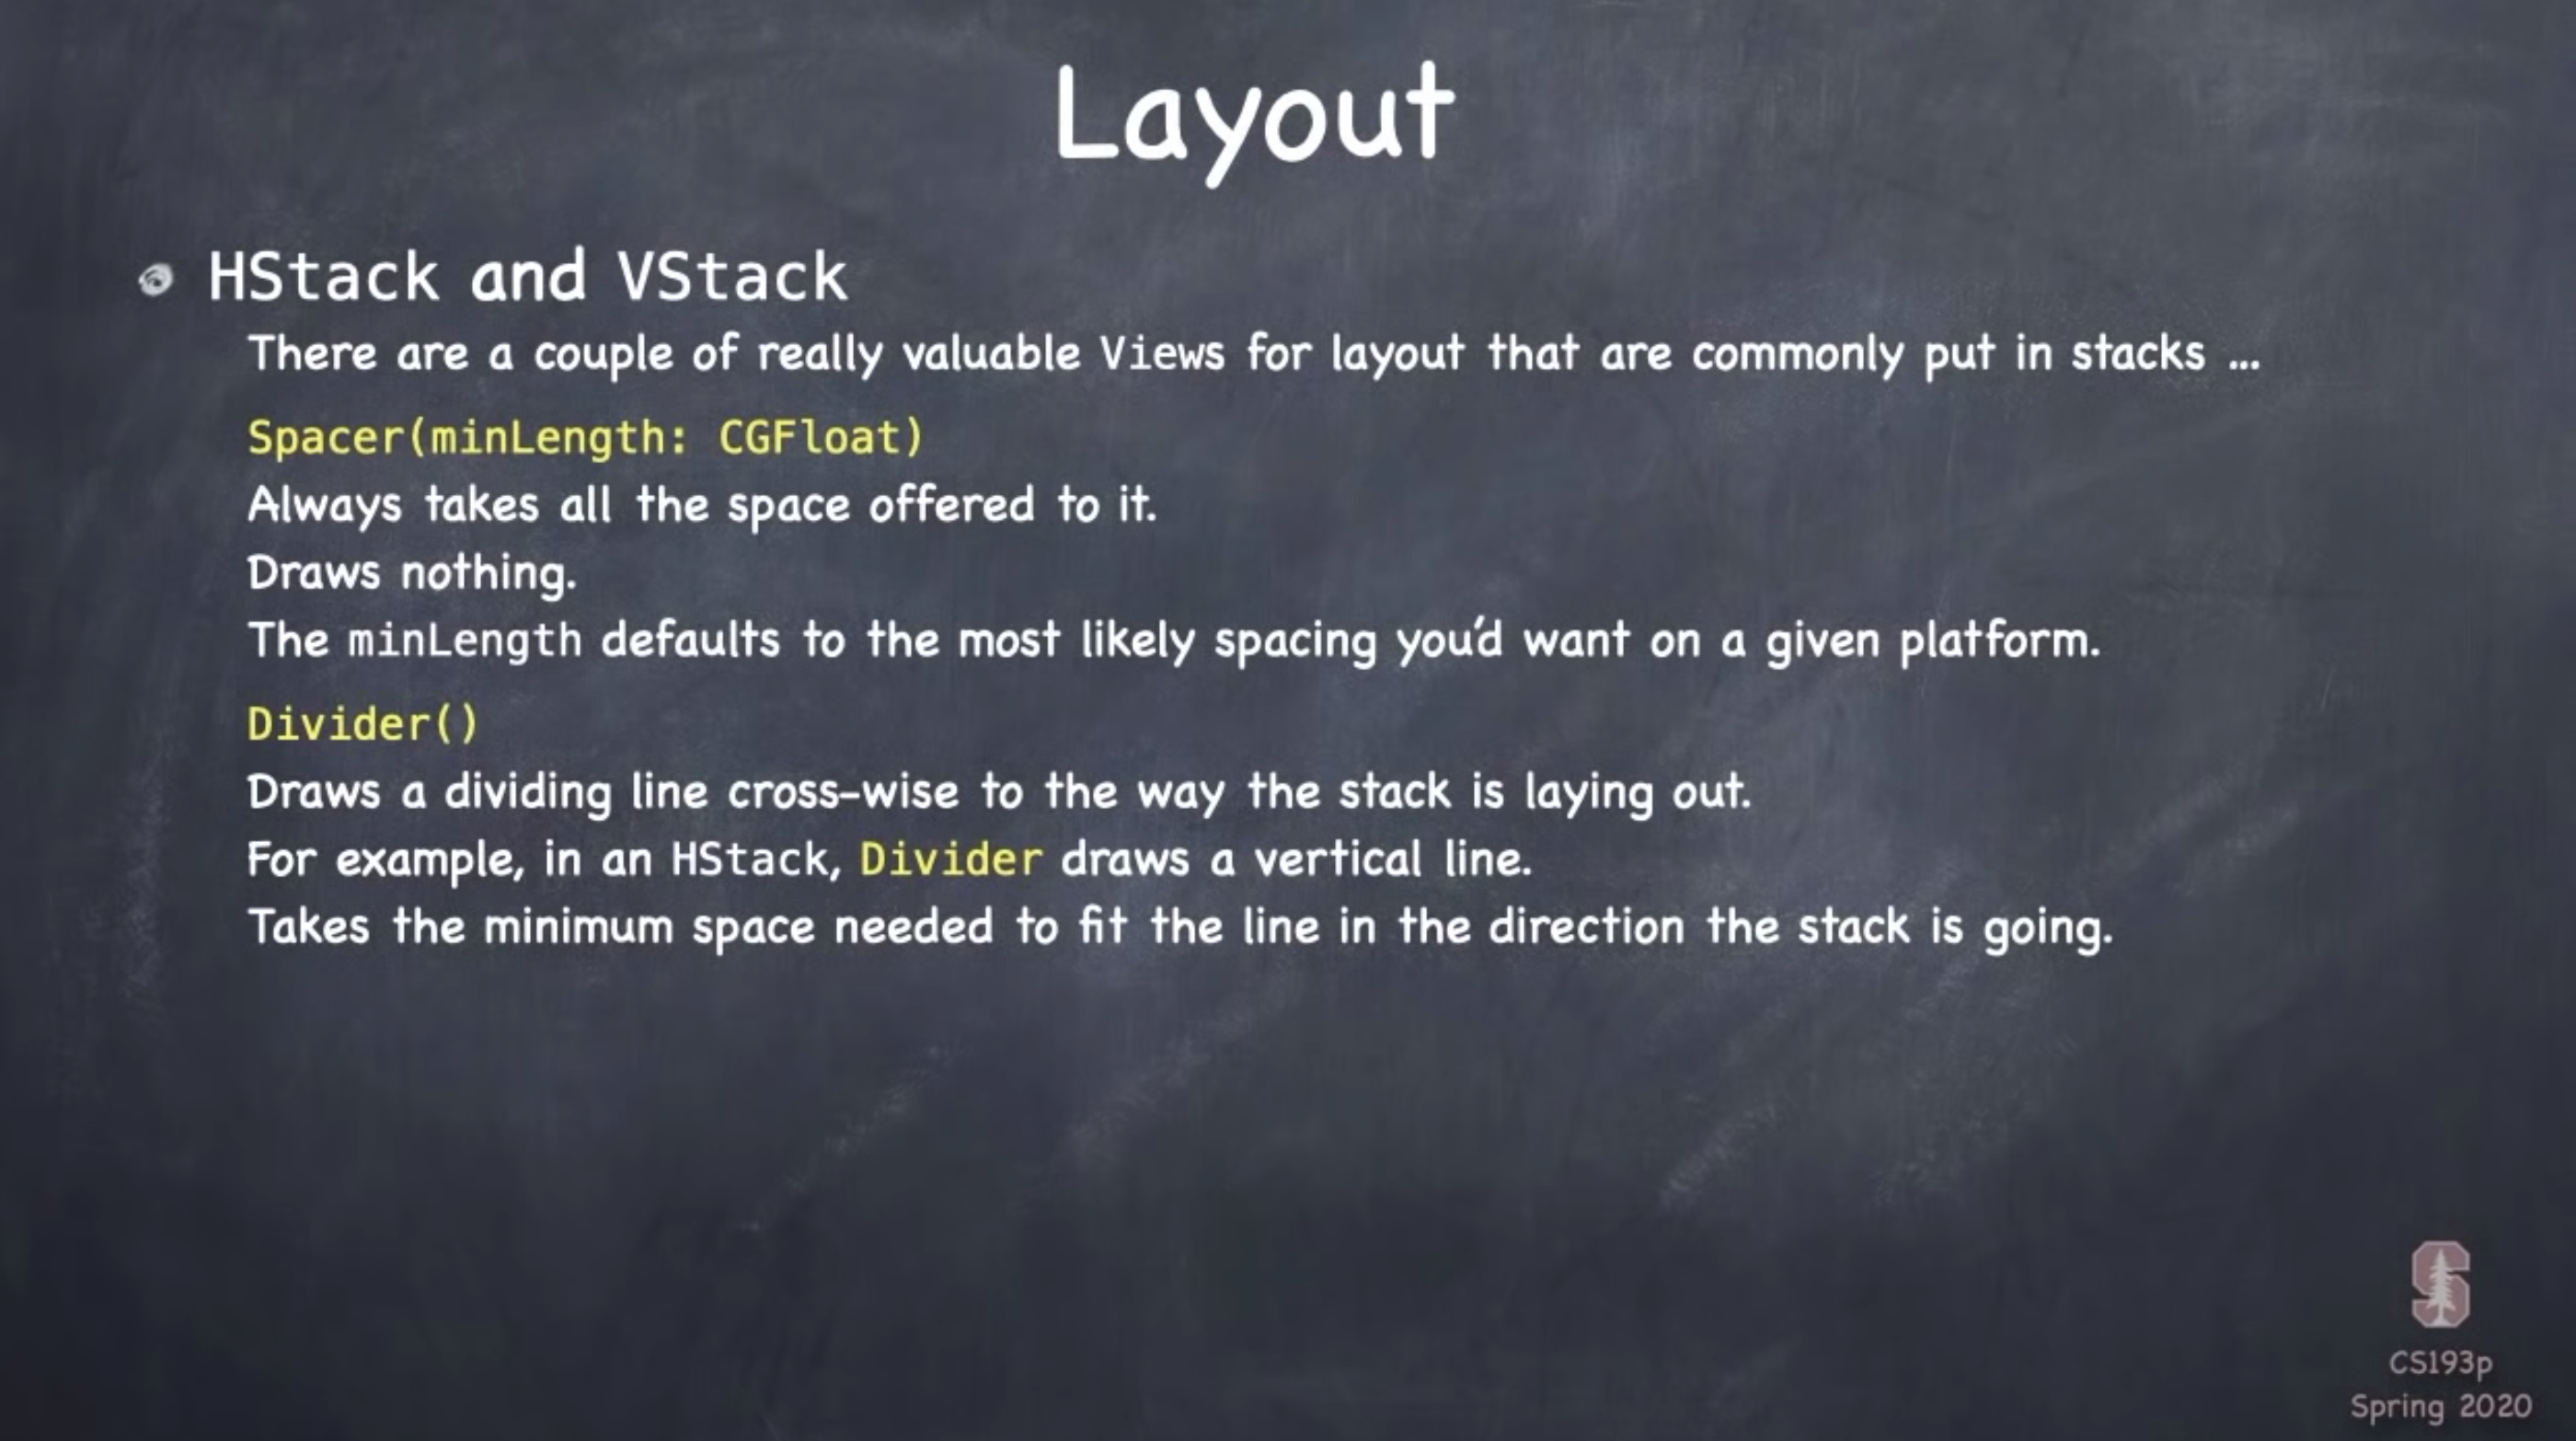 Layout
HStack and VStack
There are a couple of really valuable Views for layout that are commonly put in stacks ...
Spacer(minLength: CGFloat)
Always takes all the space offered to it.
Draws nothing.
The minLength defaults to the most likely spacing you'd want on a given platform.
Divider()
Draws a dividing line cross-wise to the way the stack is laying out.
For example, in an HStack, Divider draws a vertical line.
Takes the minimum space needed to fit the line in the direction the stack is going.
S
CS193p
Spring 2020